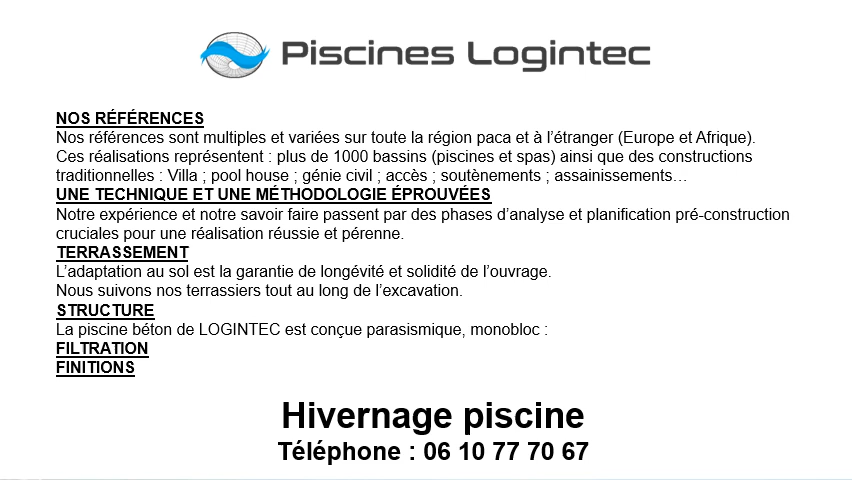 Piscines Logintec
NOS RÉFÉRENCES
Nos références sont multiples et variées sur toute la région paca et à l’étranger (Europe et Afrique).
Ces réalisations représentent : plus de 1000 bassins (piscines et spas) ainsi que des constructions
traditionnelles : Villa ; pool house ; génie civil ; accès ; soutènements ; assainissements…
UNE TECHNIQUE ET UNE MÉTHODOLOGIE ÉPROUVÉES
Notre expérience et notre savoir faire passent par des phases d’analyse et planification pré-construction
cruciales pour une réalisation réussie et pérenne.
TERRASSEMENT
L’adaptation au sol est la garantie de longévité et solidité de l’ouvrage.
Nous suivons nos terrassiers tout au long de l’excavation.
STRUCTURE
La piscine béton de LOGINTEC est conçue parasismique, monobloc :
FILTRATION
FINITIONS
Hivernage piscine
Téléphone : 06 10 77 70 67